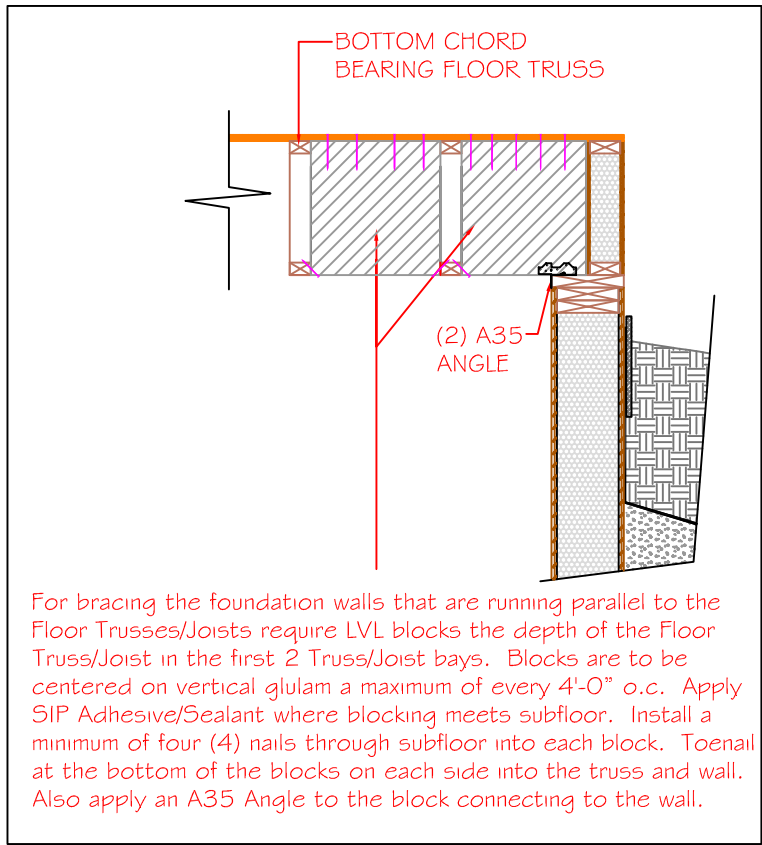 BOTTOM CHORD
BEARING FLOOR TRUSS
(2) A35
ANGLE
For bracing the foundation walls that are running parallel to the
Floor Trusses/Joists require LVL blocks the depth of the Floor
Truss/Joist in the first 2 Truss/Joist bays.  Blocks are to be
centered on vertical glulam a maximum of every 4'-0" o.c.  Apply
SIP Adhesive/Sealant where blocking meets subfloor.  Install a
minimum of four (4) nails through subfloor into each block.  Toenail
at the bottom of the blocks on each side into the truss and wall.
Also apply an A35 Angle to the block connecting to the wall.